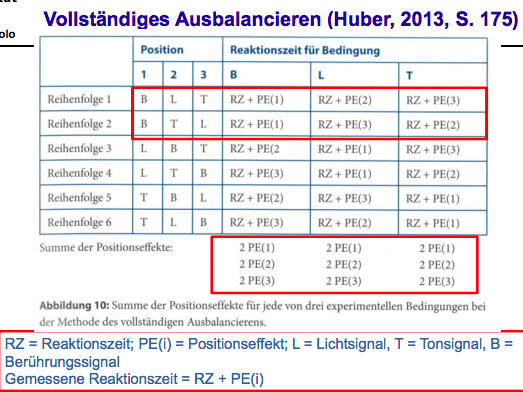 Vollständiges Ausbalancieren (Huber, 2013, S. 175)
olo
Position Reaktionszeit für Bedingung
1 2 3 B L T
Reihenfolge 1 B L T RZ + PE(1) RZ + PE(2) RZ + PE(3)
Reihenfolge 2 B T L RZ + PE(1) RZ + PE(3) RZ + PE(2)
Reihenfolge 3 L B T RZ + PE(2 RZ + PE(1) RZ + PE(3)
Reihenfolge 4 L T B RZ + PE(3) RZ + PE(1) RZ + PE(2)
Reihenfolge 5 T B L RZ + PE(2) RZ + PE(3) RZ + PE(1)
Reihenfolge 6 T L B RZ + PE(3) RZ + PE(2) RZ + PE(1)
Summe der Positionseffekte: 2 PE(1) 2 PE(1) 2 PE(1)
2 PE(2) 2 PE(2) 2 PE(2)
2 PE(3) 2 PE(3) 2 PE(3)
Abbildung 10: Summe der Positionseffekte für jede von drei experimentellen Bedingungen bei
der Methode des vollständigen Ausbalancierens.
RZ = Reaktionszeit; PE(i) = Positionseffekt; L = Lichtsignal, T = Tonsignal, B =
Berührungssignal
Gemessene Reaktionszeit = RZ + PE(i)